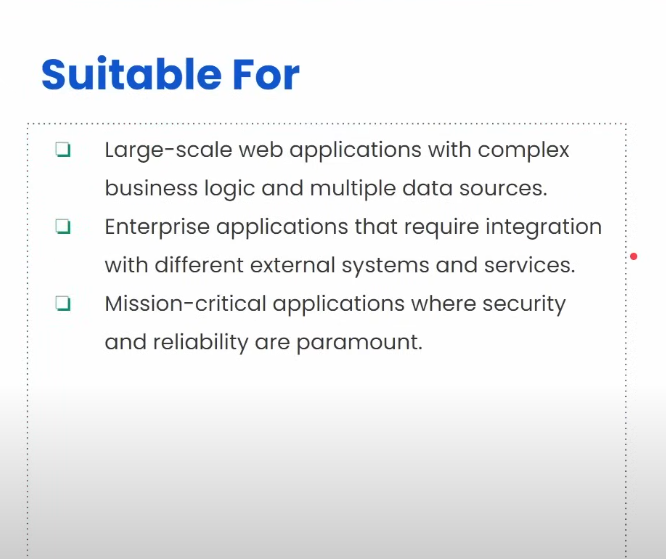 Suitable For
Large-scale web applications with complex
business logic and multiple data sources.
Enterprise applications that require integration
with different external systems and services.
Mission-critical applications where security
and reliability are paramount.